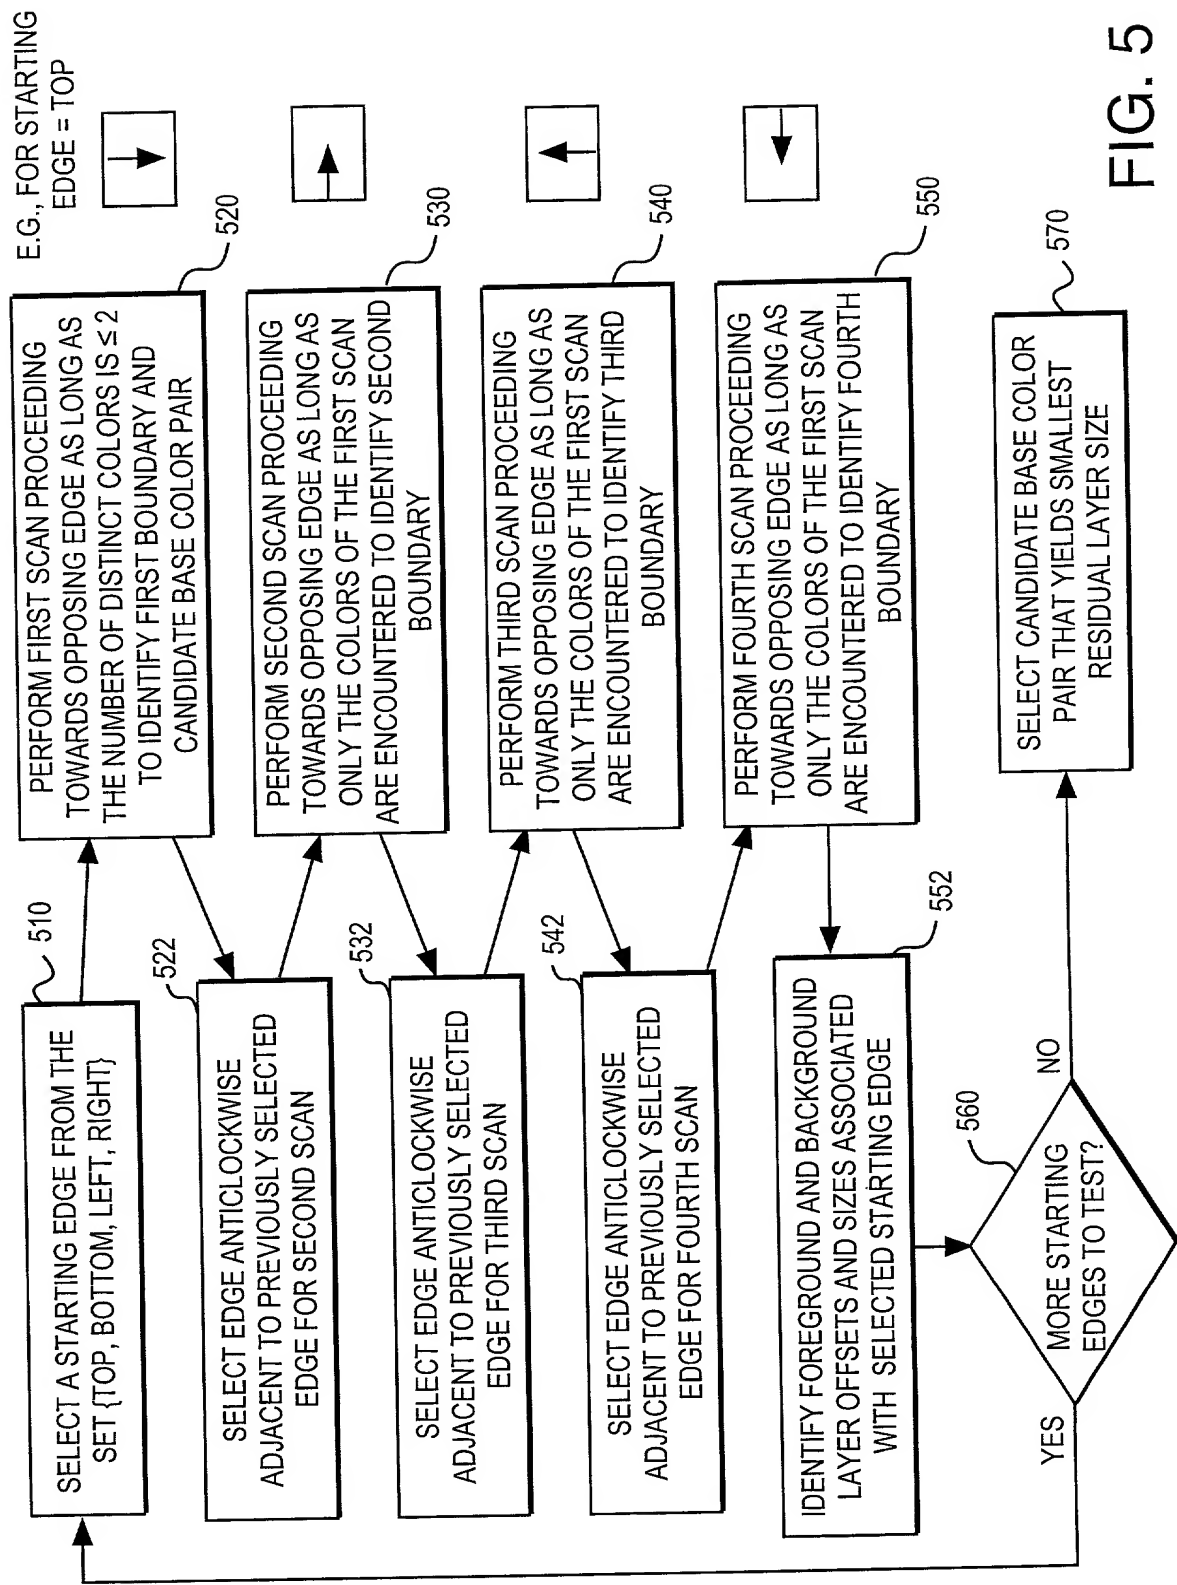 E.G., FOR STARTING
EDGE = TOP
510
SELECT A STARTING EDGE FROM THE
SET {TOP, BOTTOM, LEFT, RIGHT}
520
PERFORM FIRST SCAN PROCEEDING
TOWARDS OPPOSING EDGE AS LONG AS
THE NUMBER OF DISTINCT COLORS IS ≤ 2
TO IDENTIFY FIRST BOUNDARY AND
CANDIDATE BASE COLOR PAIR
522
SELECT EDGE ANTICLOCKWISE
ADJACENT TO PREVIOUSLY SELECTED
EDGE FOR SECOND SCAN
530
PERFORM SECOND SCAN PROCEEDING
TOWARDS OPPOSING EDGE AS LONG AS
ONLY THE COLORS OF THE FIRST SCAN
ARE ENCOUNTERED TO IDENTIFY SECOND
BOUNDARY
532
SELECT EDGE ANTICLOCKWISE
ADJACENT TO PREVIOUSLY SELECTED
EDGE FOR THIRD SCAN
540
PERFORM THIRD SCAN PROCEEDING
TOWARDS OPPOSING EDGE AS LONG AS
ONLY THE COLORS OF THE FIRST SCAN
ARE ENCOUNTERED TO IDENTIFY THIRD
BOUNDARY
542
SELECT EDGE ANTICLOCKWISE
ADJACENT TO PREVIOUSLY SELECTED
EDGE FOR FOURTH SCAN
550
PERFORM FOURTH SCAN PROCEEDING
TOWARDS OPPOSING EDGE AS LONG AS
ONLY THE COLORS OF THE FIRST SCAN
ARE ENCOUNTERED TO IDENTIFY FOURTH
BOUNDARY
552
IDENTIFY FOREGROUND AND BACKGROUND
LAYER OFFSETS AND SIZES ASSOCIATED
WITH SELECTED STARTING EDGE
560
MORE STARTING
EDGES TO TEST?
YES
NO
570
SELECT CANDIDATE BASE COLOR
PAIR THAT YIELDS SMALLEST
RESIDUAL LAYER SIZE
FIG. 5